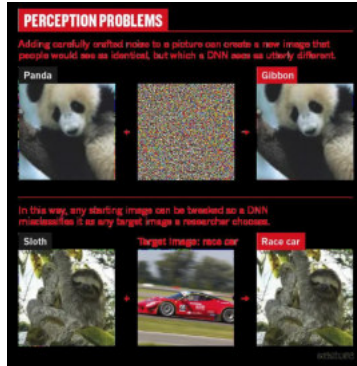 PERCEPTION PROBLEMS
Adding carefully crafted noise to a picture can create a new image that
people would see as identical, but which a DNN sees as utterly different.
Panda
Gibbon
In this way, any starting image can be tweaked so a DNN
misclassifies it as any target image a researcher chooses.
Sloth
Target image: race car
Race car